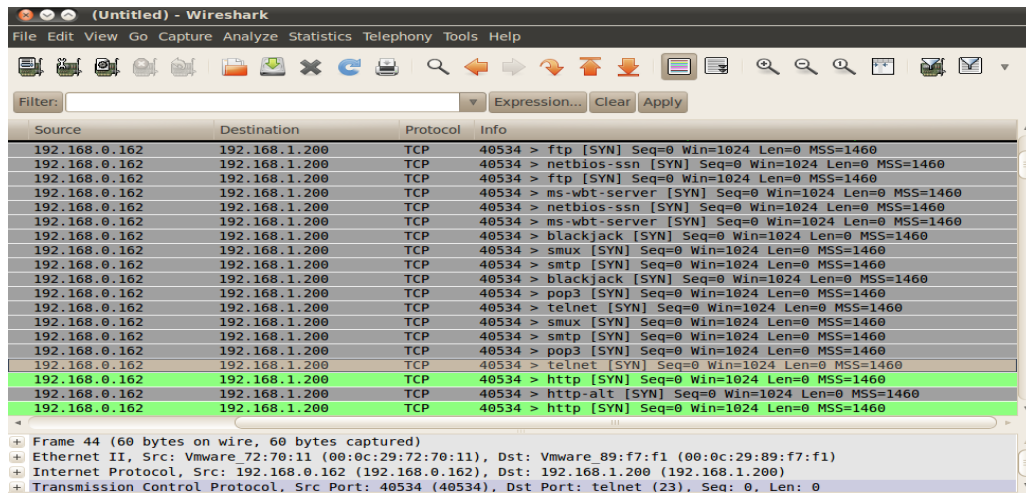 (Untitled) - Wireshark
File Edit View Go Capture Analyze Statistics Telephony Tools Help
Filter: Expression... Clear Apply
Source Destination Protocol Info
192.168.0.162 192.168.1.200 TCP 40534 > ftp [SYN] Seq=0 Win=1024 Len=0 MSS=1460
192.168.0.162 192.168.1.200 TCP 40534 > netbios-ssn [SYN] Seq=0 Win=1024 Len=0 MSS=1460
192.168.0.162 192.168.1.200 TCP 40534 > ftp [SYN] Seq=0 Win=1024 Len=0 MSS=1460
192.168.0.162 192.168.1.200 TCP 40534 > ms-wbt-server [SYN] Seq=0 Win=1024 Len=0 MSS=1460
192.168.0.162 192.168.1.200 TCP 40534 > netbios-ssn [SYN] Seq=0 Win=1024 Len=0 MSS=1460
192.168.0.162 192.168.1.200 TCP 40534 > ms-wbt-server [SYN] Seq=0 Win=1024 Len=0 MSS=1460
192.168.0.162 192.168.1.200 TCP 40534 > blackjack [SYN] Seq=0 Win=1024 Len=0 MSS=1460
192.168.0.162 192.168.1.200 TCP 40534 > smux [SYN] Seq=0 Win=1024 Len=0 MSS=1460
192.168.0.162 192.168.1.200 TCP 40534 > smtp [SYN] Seq=0 Win=1024 Len=0 MSS=1460
192.168.0.162 192.168.1.200 TCP 40534 > blackjack [SYN] Seq=0 Win=1024 Len=0 MSS=1460
192.168.0.162 192.168.1.200 TCP 40534 > pop3 [SYN] Seq=0 Win=1024 Len=0 MSS=1460
192.168.0.162 192.168.1.200 TCP 40534 > telnet [SYN] Seq=0 Win=1024 Len=0 MSS=1460
192.168.0.162 192.168.1.200 TCP 40534 > smux [SYN] Seq=0 Win=1024 Len=0 MSS=1460
192.168.0.162 192.168.1.200 TCP 40534 > smtp [SYN] Seq=0 Win=1024 Len=0 MSS=1460
192.168.0.162 192.168.1.200 TCP 40534 > pop3 [SYN] Seq=0 Win=1024 Len=0 MSS=1460
192.168.0.162 192.168.1.200 TCP 40534 > telnet [SYN] Seq=0 Win=1024 Len=0 MSS=1460
192.168.0.162 192.168.1.200 TCP 40534 > http [SYN] Seq=0 Win=1024 Len=0 MSS=1460
192.168.0.162 192.168.1.200 TCP 40534 > http-alt [SYN] Seq=0 Win=1024 Len=0 MSS=1460
192.168.0.162 192.168.1.200 TCP 40534 > http [SYN] Seq=0 Win=1024 Len=0 MSS=1460
Frame 44 (60 bytes on wire, 60 bytes captured)
Ethernet II, Src: Vmware_72:70:11 (00:0c:29:72:70:11), Dst: Vmware_89:f7:f1 (00:0c:29:89:f7:f1)
Internet Protocol, Src: 192.168.0.162 (192.168.0.162), Dst: 192.168.1.200 (192.168.1.200)
Transmission Control Protocol, Src Port: 40534 (40534), Dst Port: telnet (23), Seq: 0, Len: 0